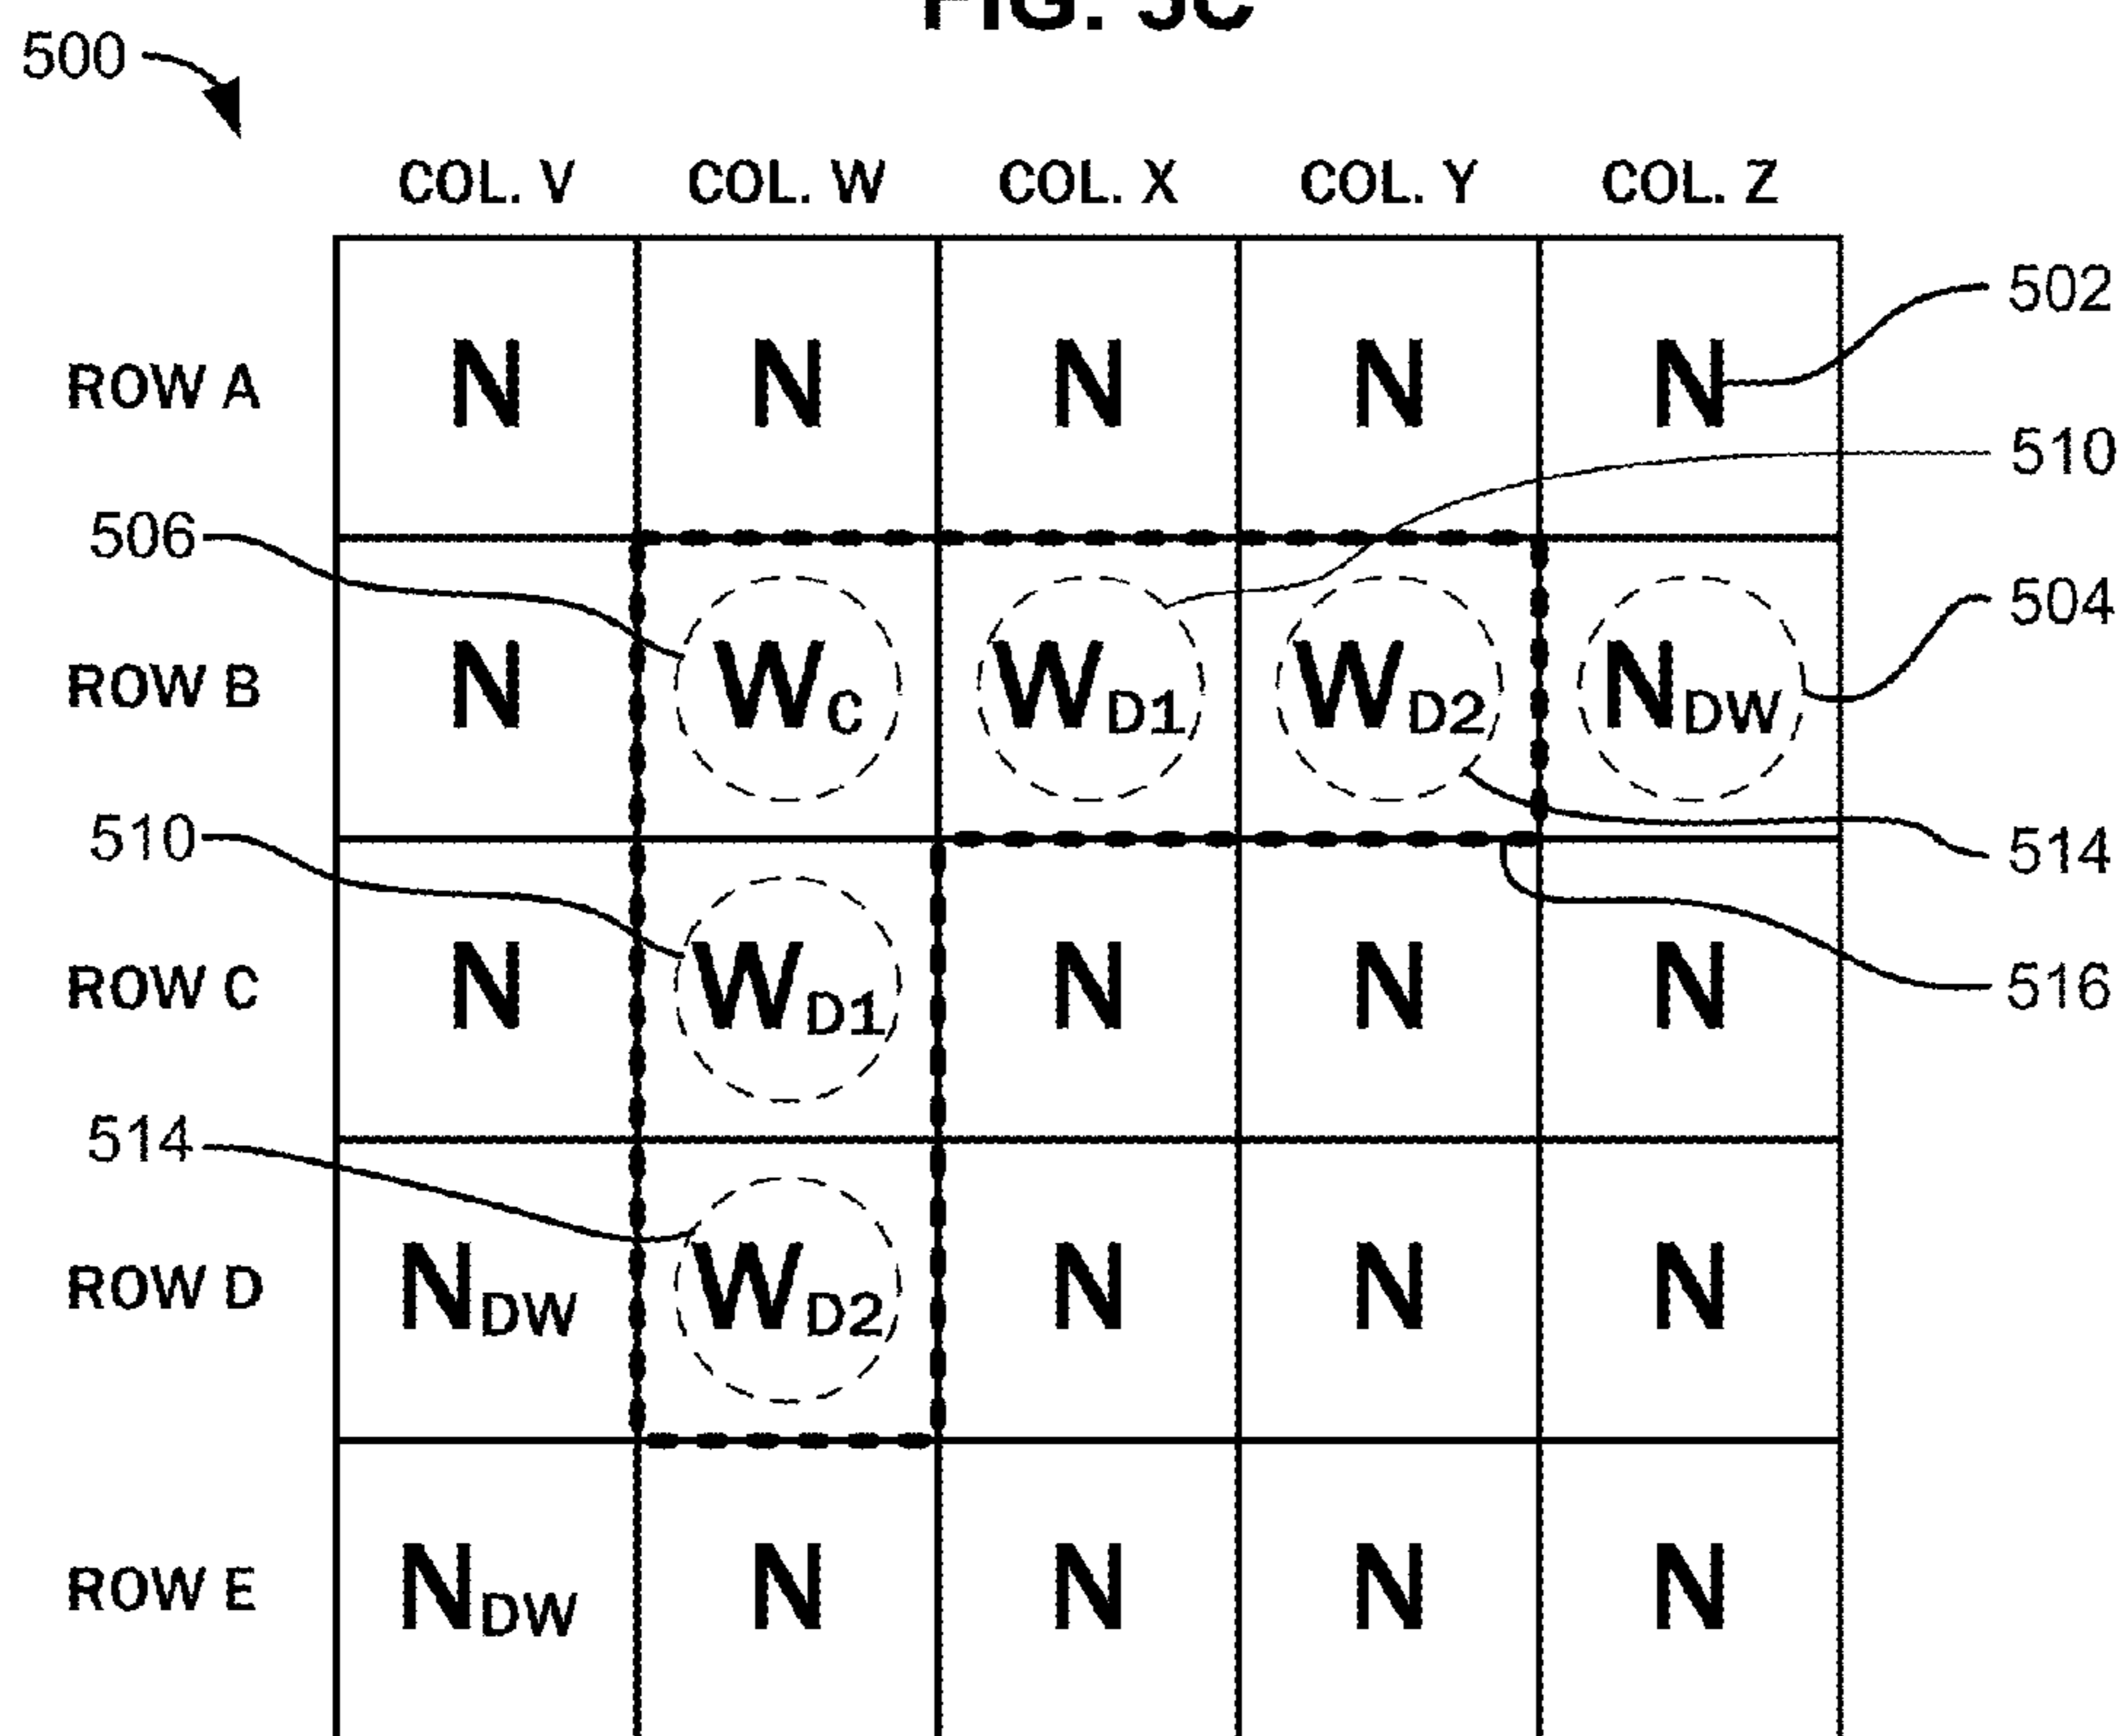 FIG. 5C
500
COL. V COL. W COL. X COL. Y COL. Z
502
ROW A N N N N N
510
506
504
ROW B N WC WD1 WD2 NDW
510
514
ROW C N WD1 N N N
516
514
ROW D NDW WD2 N N N
ROW E NDW N N N N